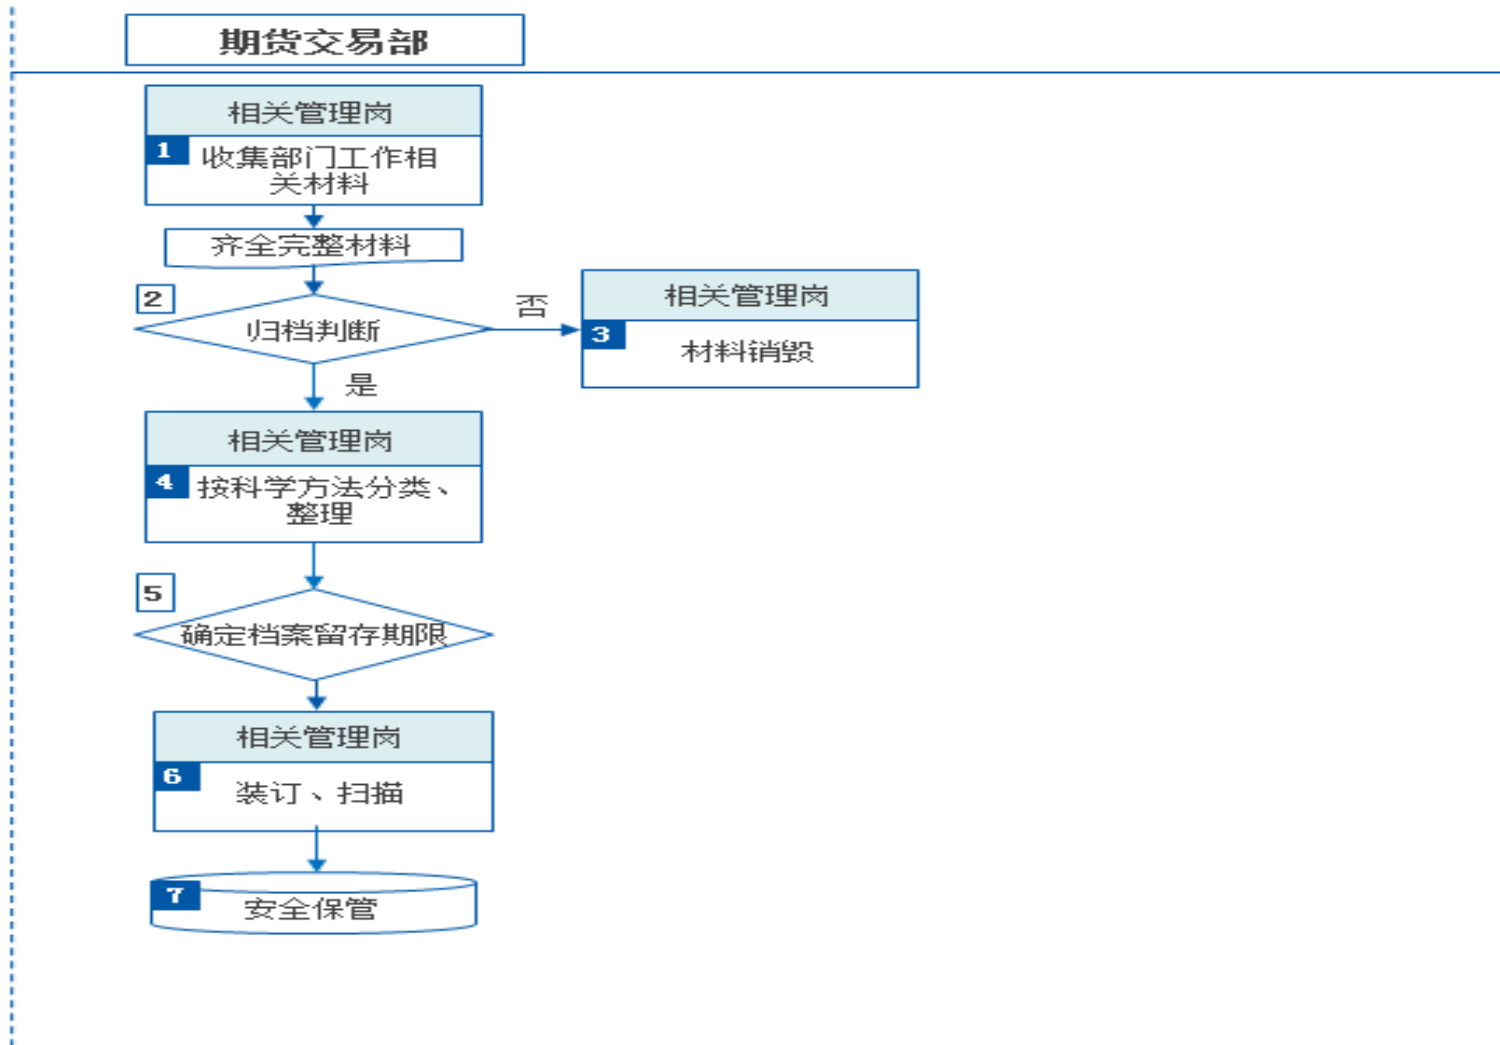 期货交易部
相关管理岗
1
收集部门工作相
关材料
齐全完整材料
2
归档判断
否
相关管理岗
3
材料销毁
是
相关管理岗
4
按科学方法分类、
整理
5
确定档案留存期限
相关管理岗
6
装订、扫描
7
安全保管